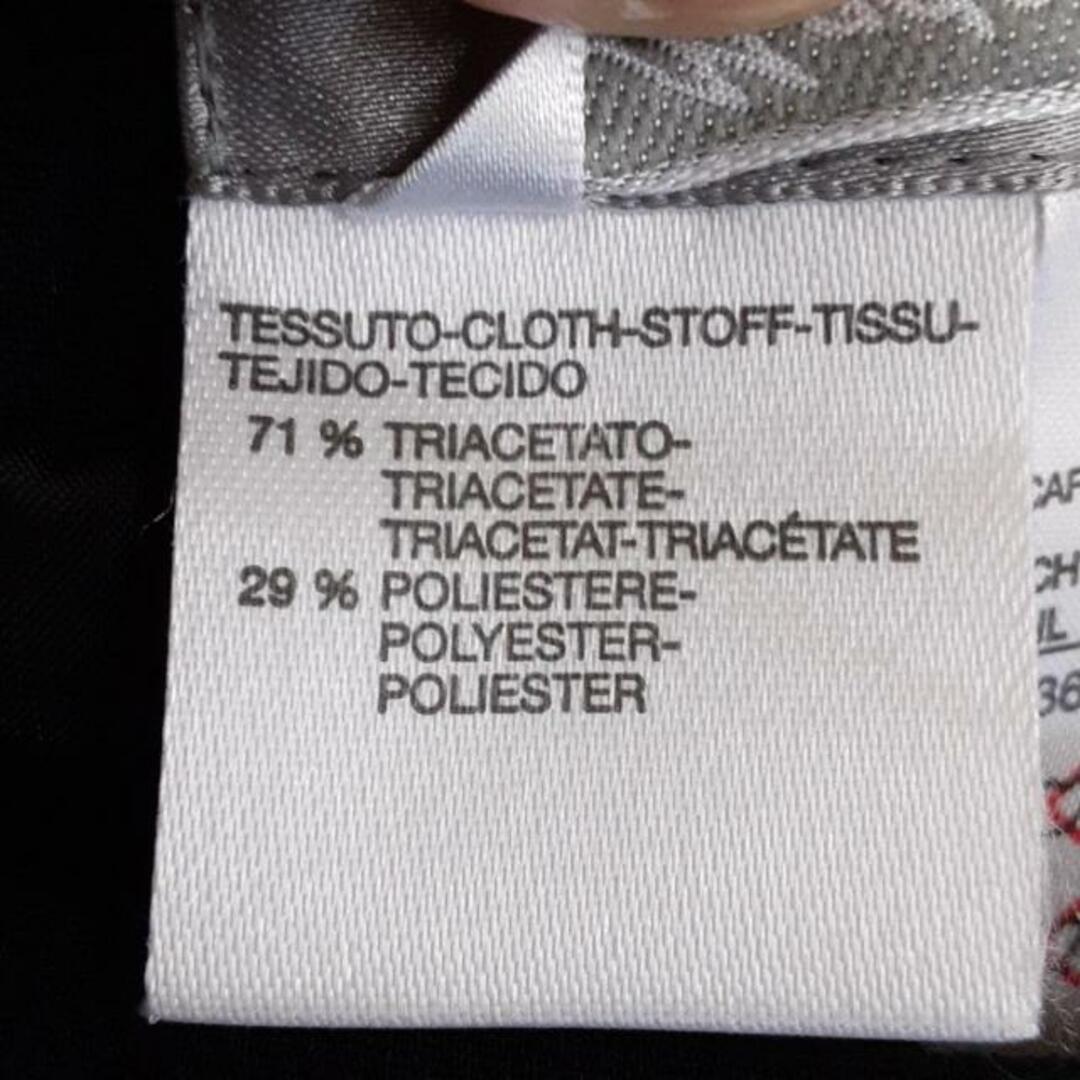 TESSUTO-CLOTH-STOFF-TISSU-
TEJIDO-TECIDO
71 % TRIACETATO-
TRIACETATE-
TRIACETAT-TRIACÉTATE
29 % POLIESTERE-
POLYESTER-
POLIESTER